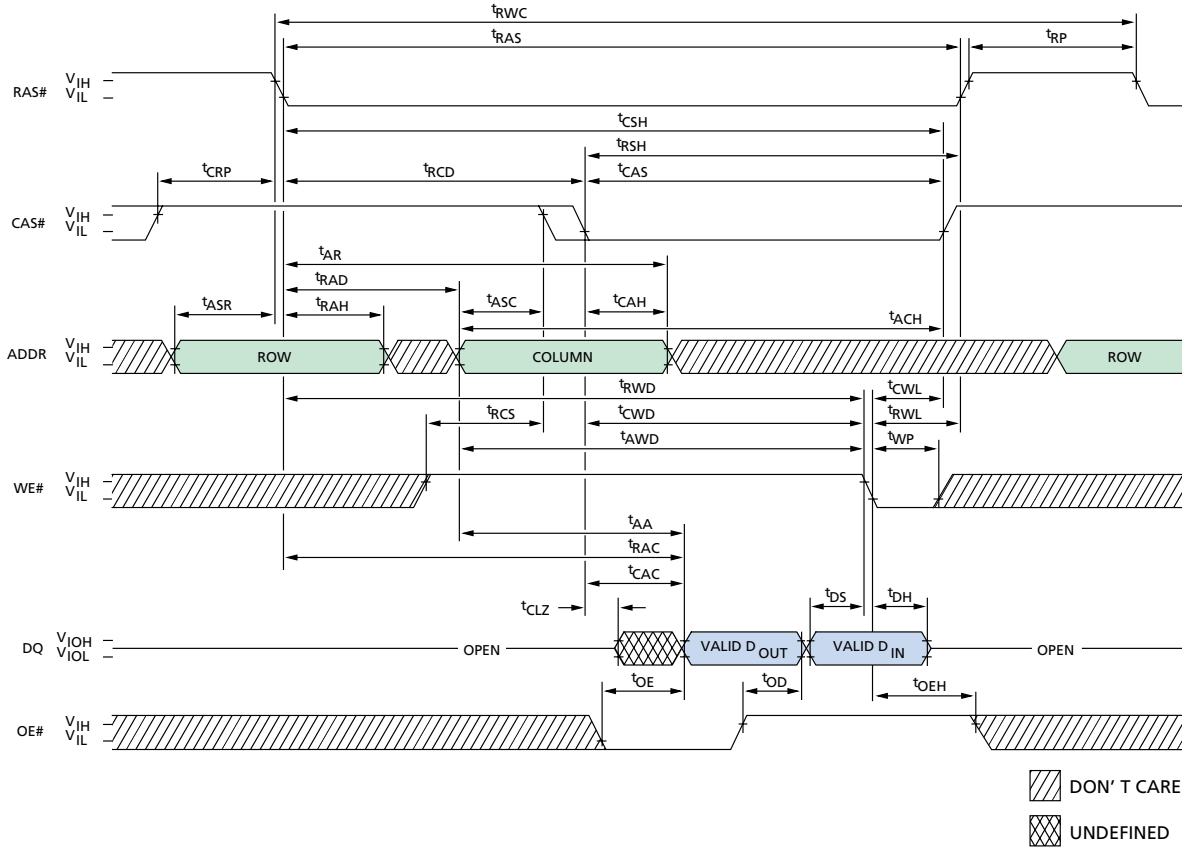 tRWC
tRAS
tRP
RAS#
VIH
VIL
tCSH
tRSH
tCRP
tRCD
tCAS
CAS#
VIH
VIL
tAR
tRAD
tASC
tCAH
tASR
tRAH
tACH
ADDR
VIH
VIL
ROW
COLUMN
ROW
tRWD
tCWL
tRCS
tCWD
tRWL
tAWD
tWP
WE#
VIH
VIL
tAA
tRAC
tCAC
tCLZ
tDS
tDH
DQ
VIOH
VIOL
OPEN
VALID DOUT
VALID DIN
OPEN
tOE
tOD
tOEH
OE#
VIH
VIL
DON' T CARE
UNDEFINED